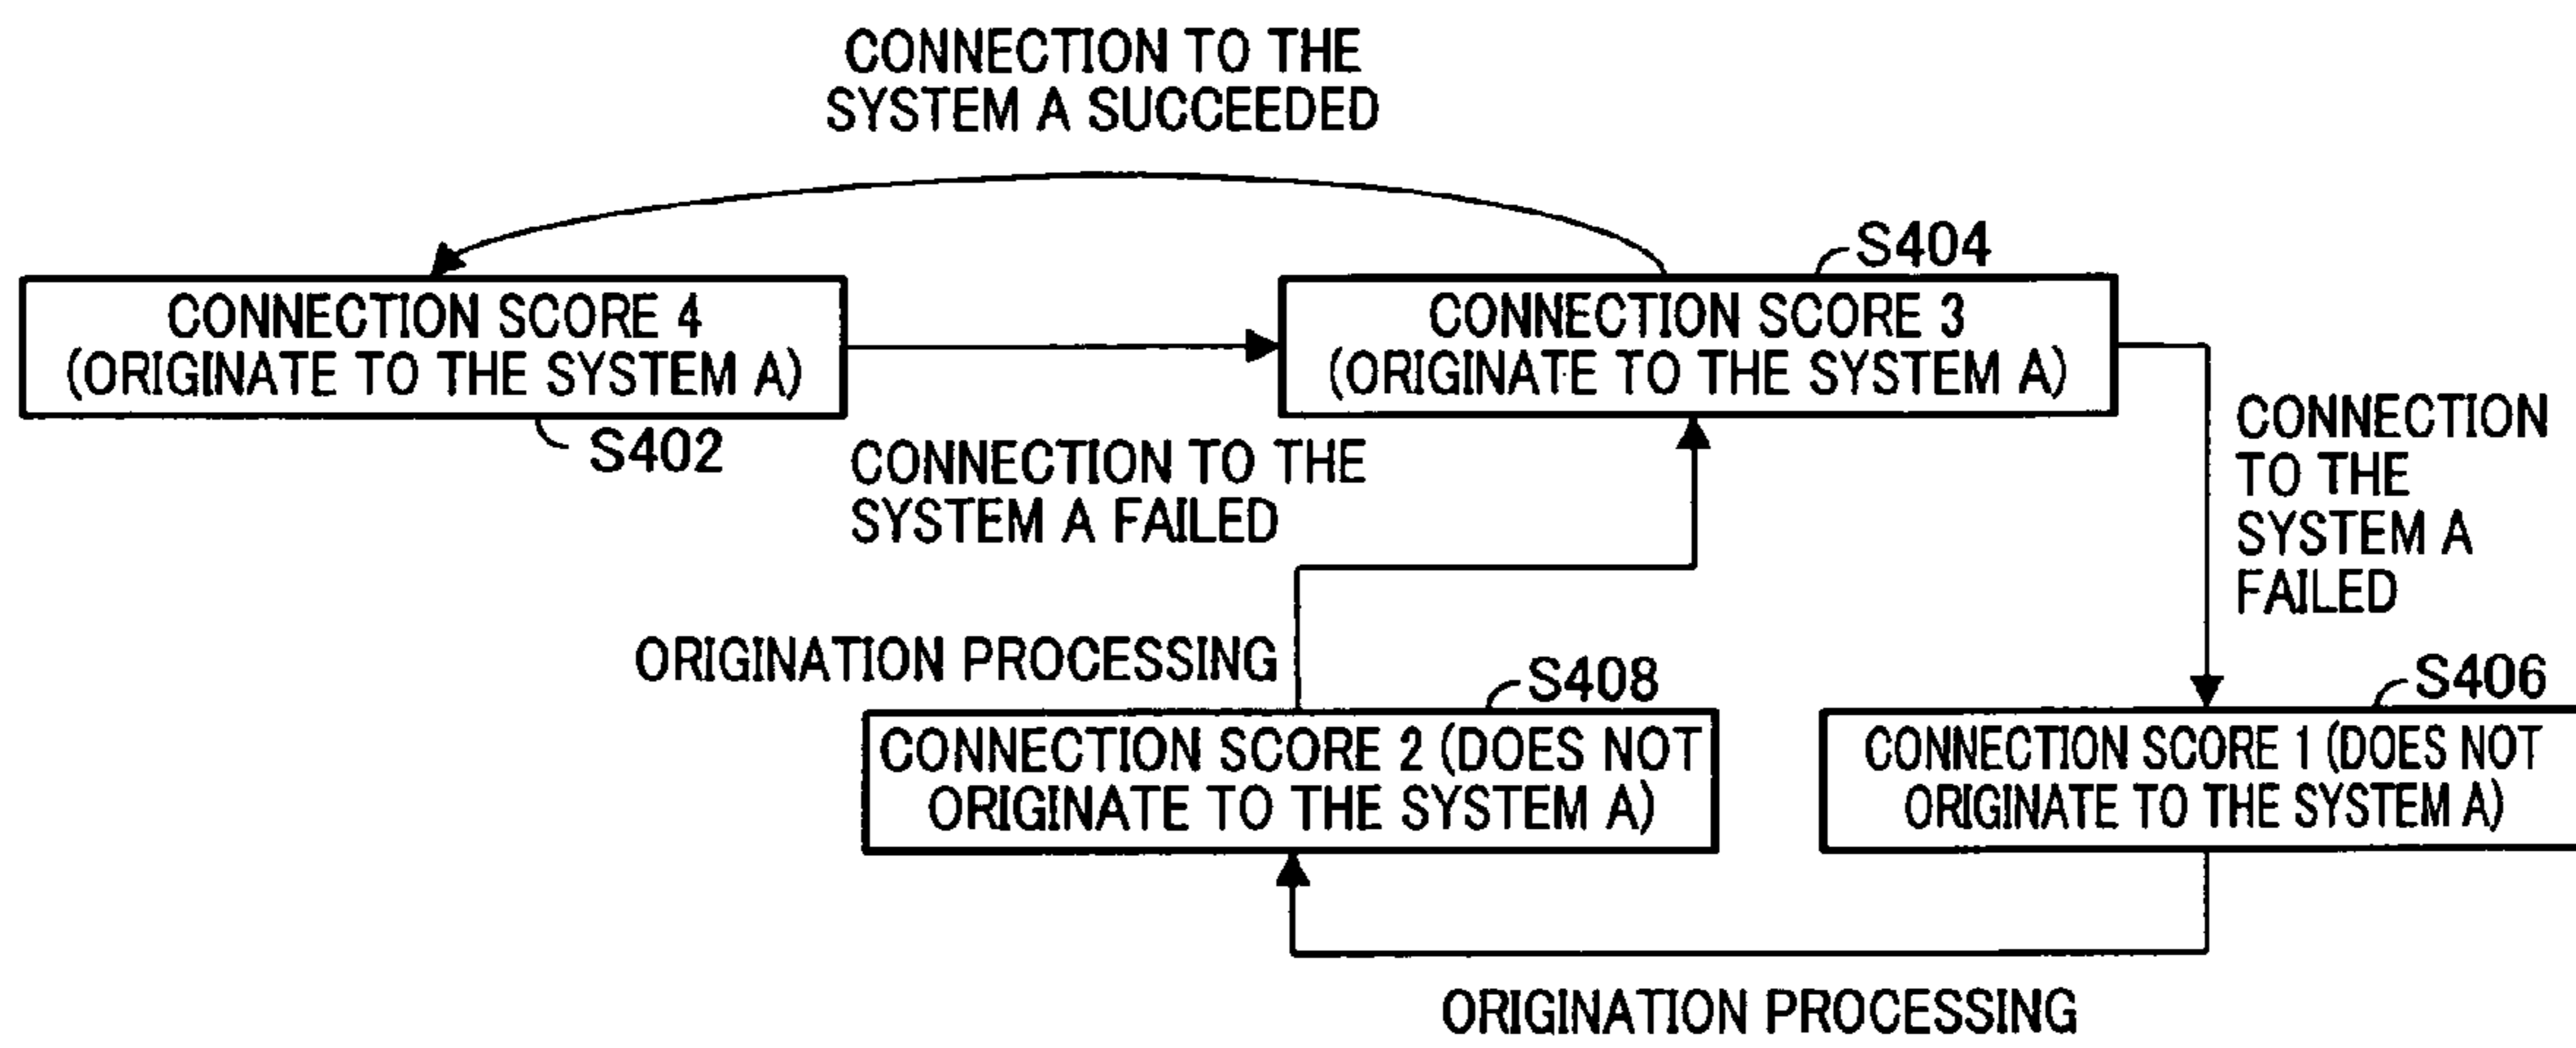 CONNECTION TO THE
SYSTEM A SUCCEEDED
S404
CONNECTION SCORE 4
(ORIGINATE TO THE SYSTEM A)
CONNECTION SCORE 3
(ORIGINATE TO THE SYSTEM A)
S402
CONNECTION TO THE
SYSTEM A FAILED
CONNECTION
TO THE
SYSTEM A
FAILED
ORIGINATION PROCESSING
S408
S406
CONNECTION SCORE 2 (DOES NOT
ORIGINATE TO THE SYSTEM A)
CONNECTION SCORE 1 (DOES NOT
ORIGINATE TO THE SYSTEM A)
ORIGINATION PROCESSING